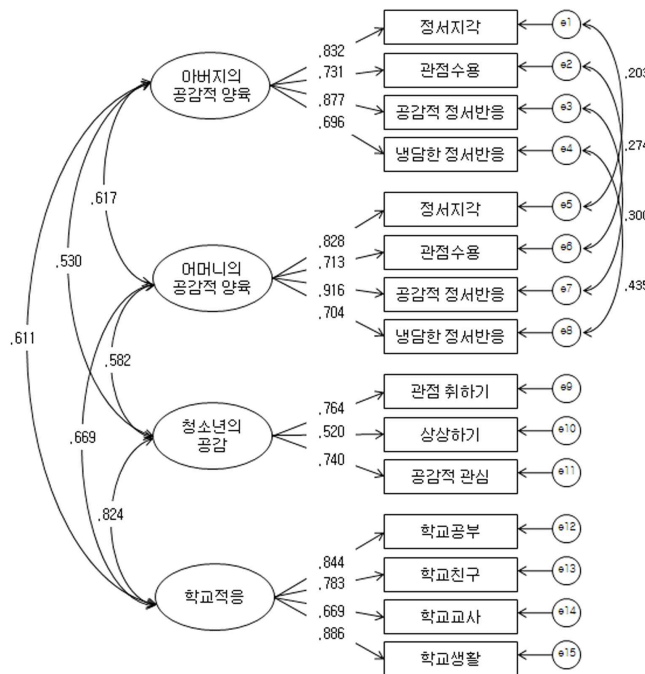 .832
정서지각
e1
.731
관점수용
e2
.203
아버지의
공감적 양육
.877
공감적 정서반응
e3
.696
냉담한 정서반응
e4
.274
.617
정서지각
e5
.300
.828
관점수용
e6
.530
어머니의
공감적 양육
.713
.916
공감적 정서반응
e7
.435
.704
냉담한 정서반응
e8
.611
.582
.764
관점 취하기
e9
.669
청소년의
공감
.520
상상하기
e10
.740
공감적 관심
e11
.824
학교공부
e12
.844
학교적응
.783
학교친구
e13
.669
학교교사
e14
.886
학교생활
e15